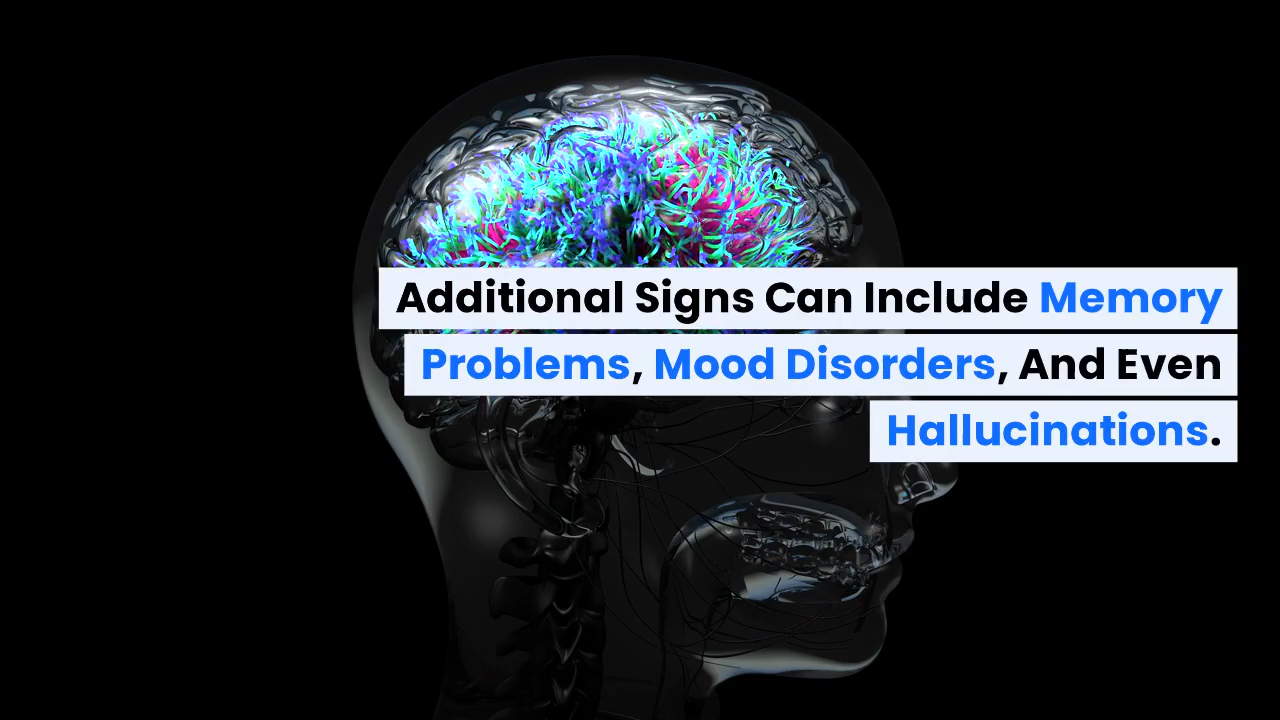 Additional Signs Can Include Memory
Problems, Mood Disorders, And Even
Hallucinations.